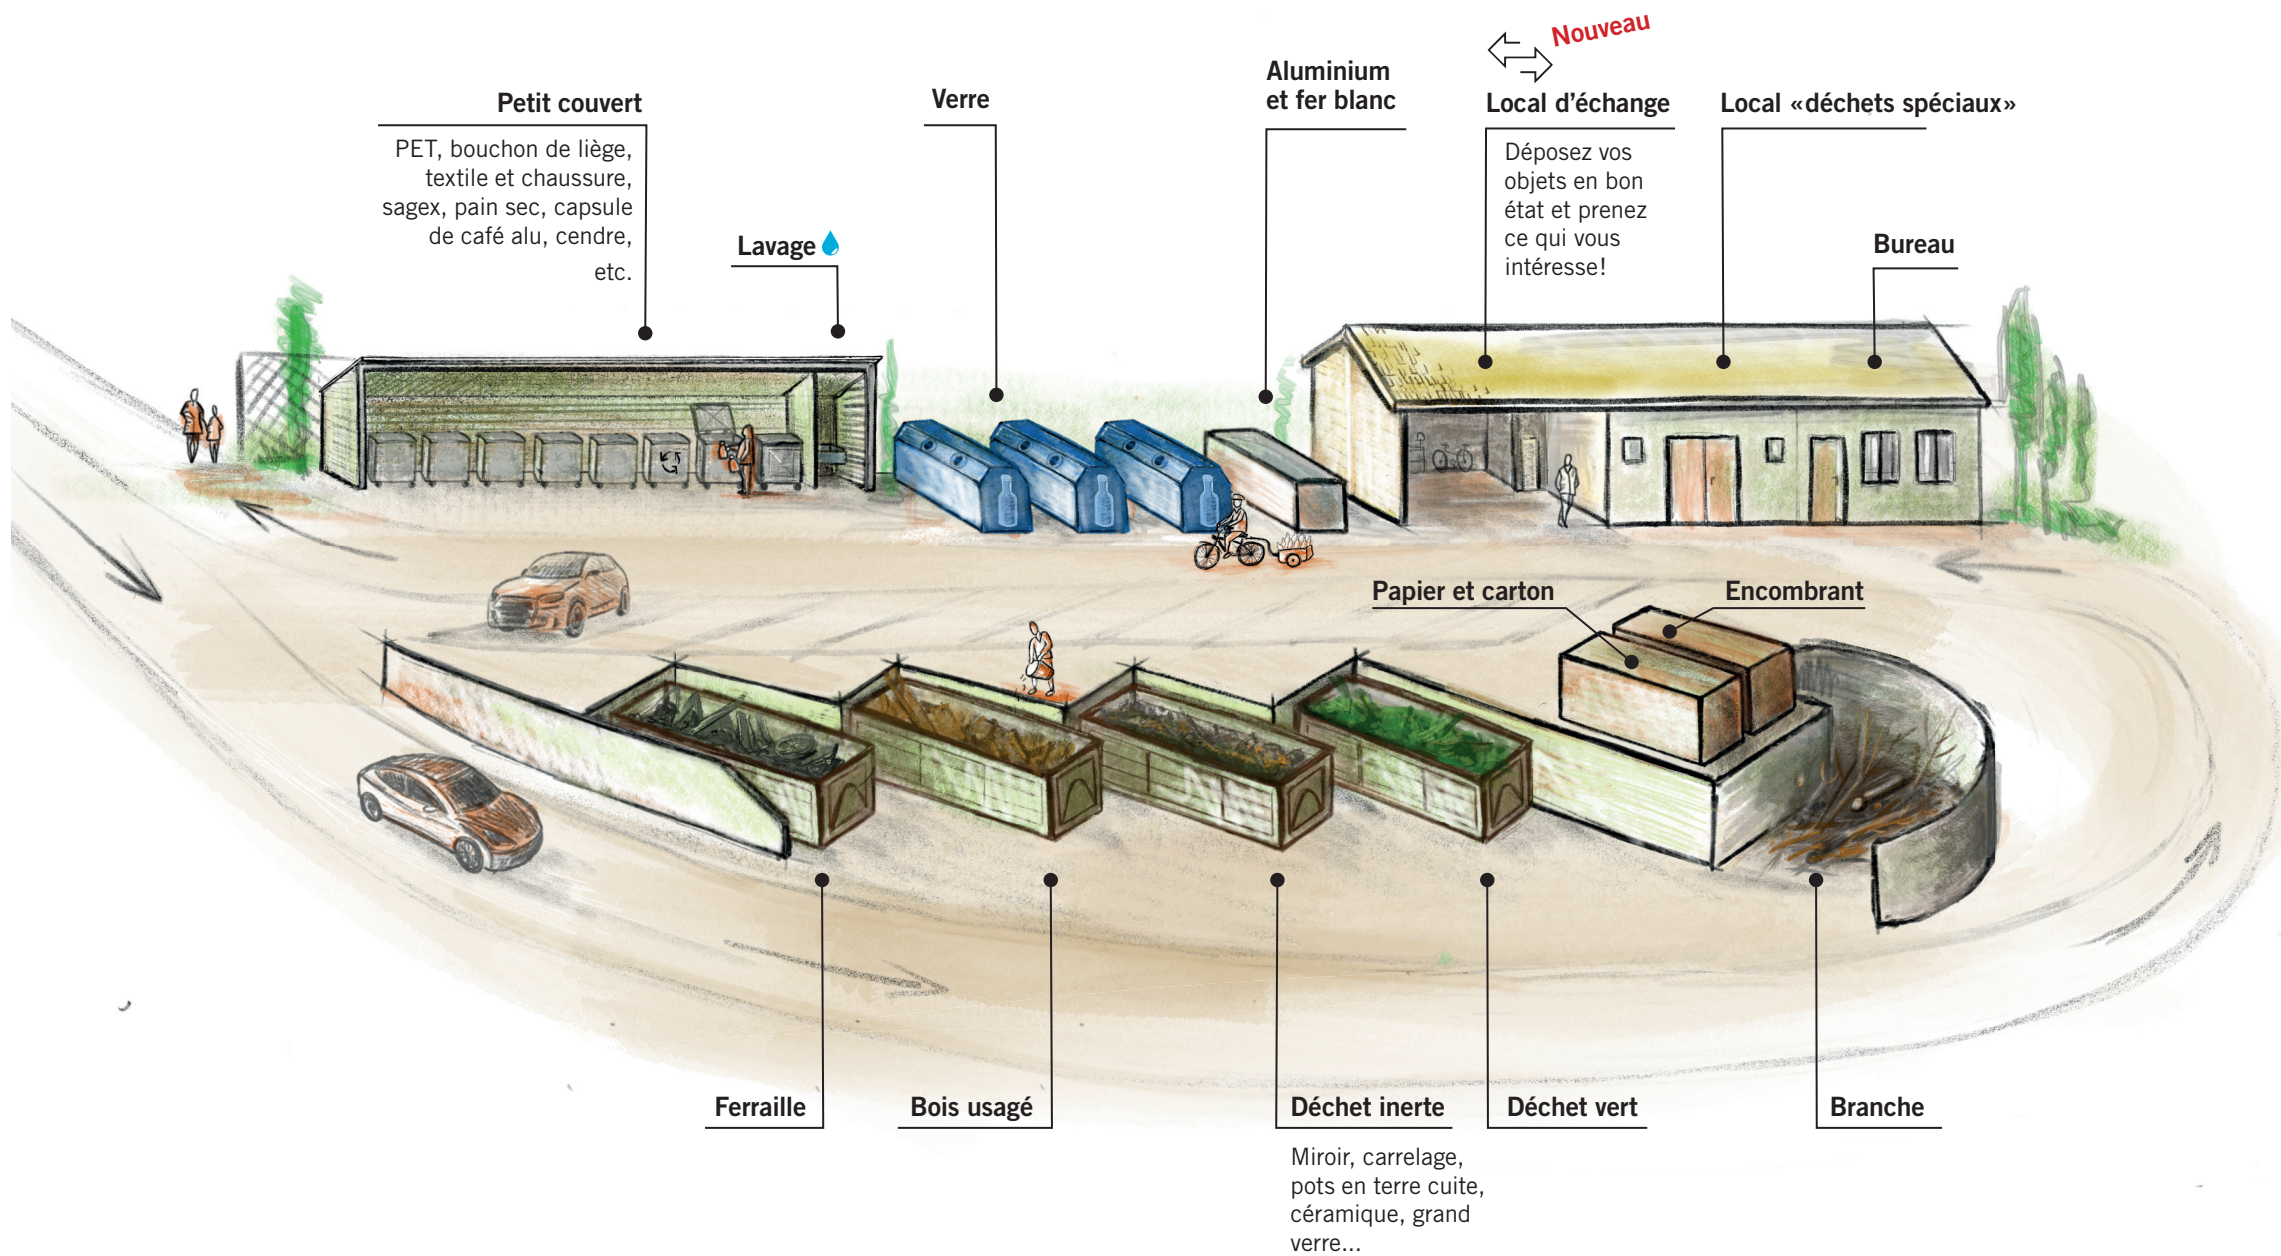 Nouveau
Petit couvert
PET, bouchon de liège,
textile et chaussure,
sagex, pain sec, capsule
de café alu, cendre,
etc.
Lavage
Verre
Aluminium
et fer blanc
Local d’échange
Déposez vos
objets en bon
état et prenez
ce qui vous
intéresse!
Local «déchets spéciaux»
Bureau
Papier et carton
Encombrant
Ferraille
Bois usagé
Déchet inerte
Miroir, carrelage,
pots en terre cuite,
céramique, grand
verre...
Déchet vert
Branche